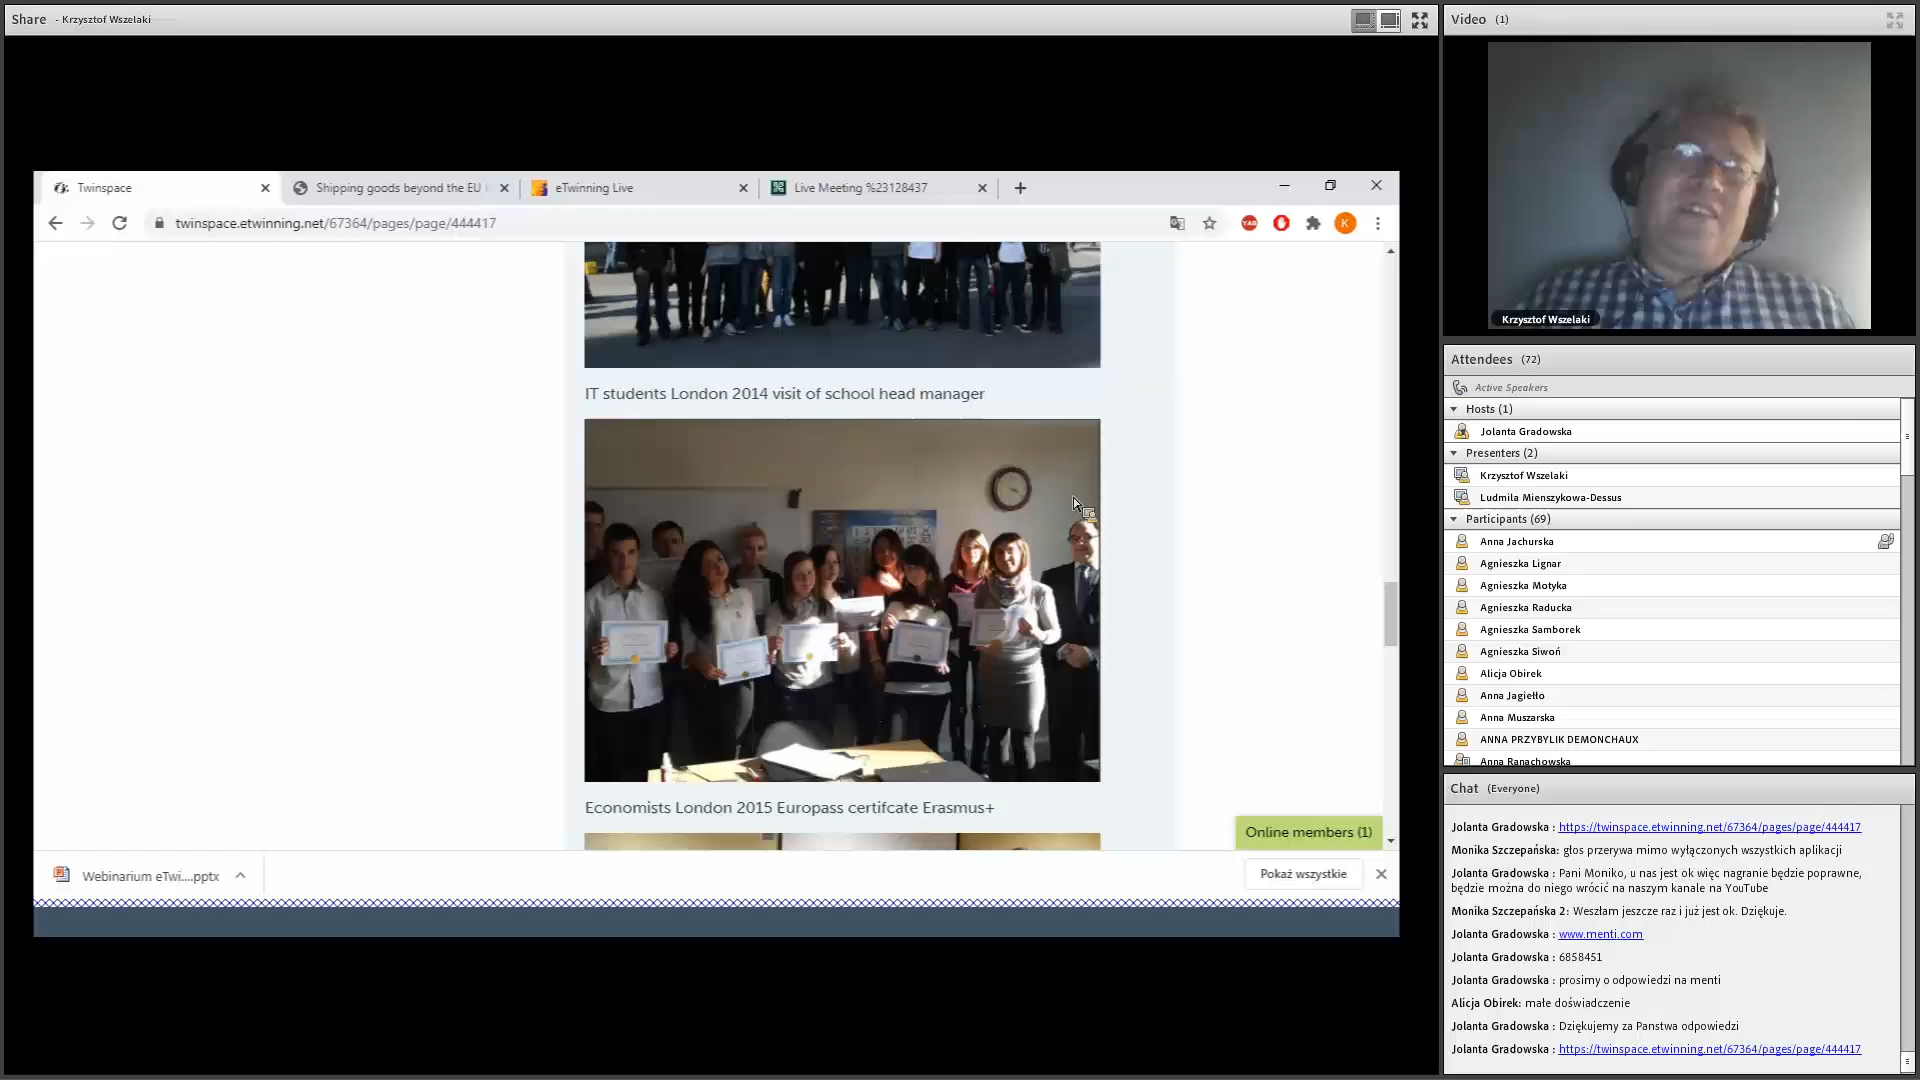 Share - Krzysztof Wszelaki
Twinspace
Shipping goods beyond the EU
eTwinning Live
Live Meeting %23128437
twinspace.etwinning.net/67364/pages/page/444417
K
IT students London 2014 visit of school head manager
Economists London 2015 Europass certifcate Erasmus+
Online members (1)
Webinarium eTwi....pptx
Pokaż wszystkie
Video (1)
Krzysztof Wszelaki
Attendees (72)
Active Speakers
Hosts (1)
Jolanta Gradowska
Presenters (2)
Krzysztof Wszelaki
Ludmila Mienszykowa-Dessus
Participants (69)
Anna Jachurska
Agnieszka Lignar
Agnieszka Motyka
Agnieszka Raducka
Agnieszka Samborek
Agnieszka Siwoń
Alicja Obirek
Anna Jagiełło
Anna Muszarska
ANNA PRZYBYLIK DEMONCHAUX
Anna Ranachowska
Chat (Everyone)
Jolanta Gradowska : https://twinspace.etwinning.net/67364/pages/page/444417
Monika Szczepańska: głos przerywa mimo wyłączonych wszystkich aplikacji
Jolanta Gradowska : Pani Moniko, u nas jest ok więc nagranie będzie poprawne,
będzie można do niego wrócić na naszym kanale na YouTube
Monika Szczepańska 2: Weszłam jeszcze raz i już jest ok. Dziękuje.
Jolanta Gradowska : www.menti.com
Jolanta Gradowska : 6858451
Jolanta Gradowska : prosimy o odpowiedzi na menti
Alicja Obirek: małe doświadczenie
Jolanta Gradowska : Dziękujemy za Panstwa odpowiedzi
Jolanta Gradowska : https://twinspace.etwinning.net/67364/pages/page/444417